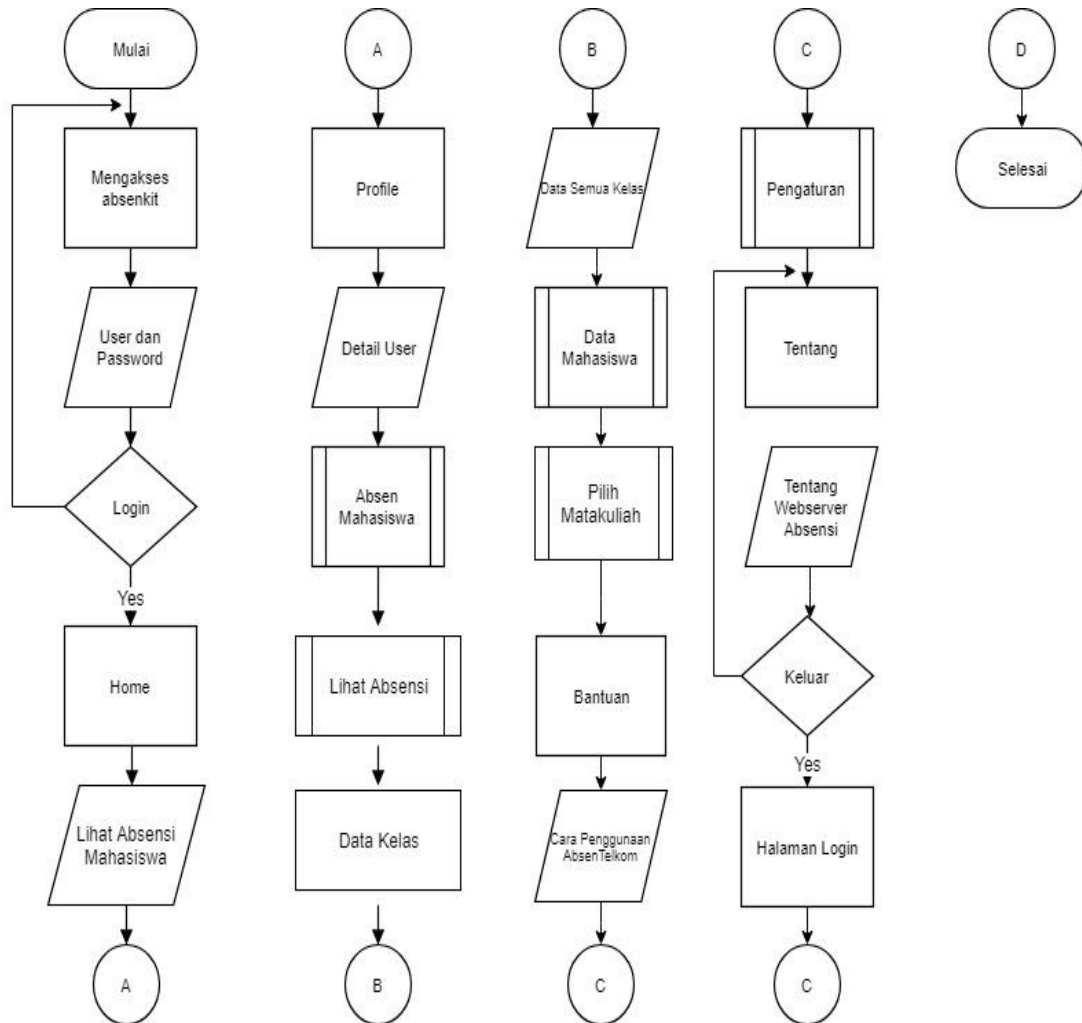 Mulai
Mengakses
absenkit
User dan
Password
Login
Yes
Home
Lihat Absensi
Mahasiswa
A
A
Profile
Detail User
Absen
Mahasiswa
Lihat Absensi
Data Kelas
B
B
Data Semua Kelas
Data
Mahasiswa
Pilih
Matakuliah
Bantuan
Cara Penggunaan
AbsenTelkom
C
C
Pengaturan
Tentang
Tentang
Webserver
Absensi
Keluar
Yes
Halaman Login
C
D
Selesai